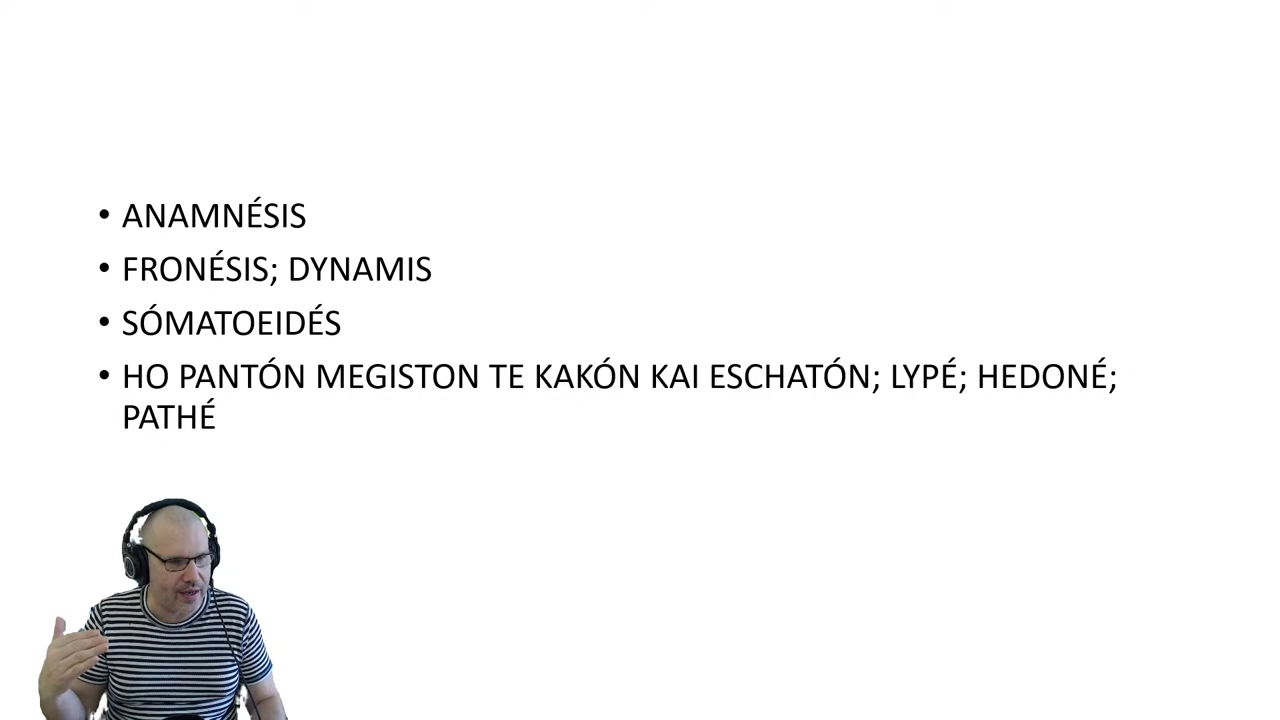 • ANAMNÉSIS
• FRONÉSIS; DYNAMIS
• SÓMATOEIDÉS
• HO PANTÓN MEGISTON TE KAKÓN KAI ESCHATÓN; LYPÉ; HEDONÉ;
PATHÉ